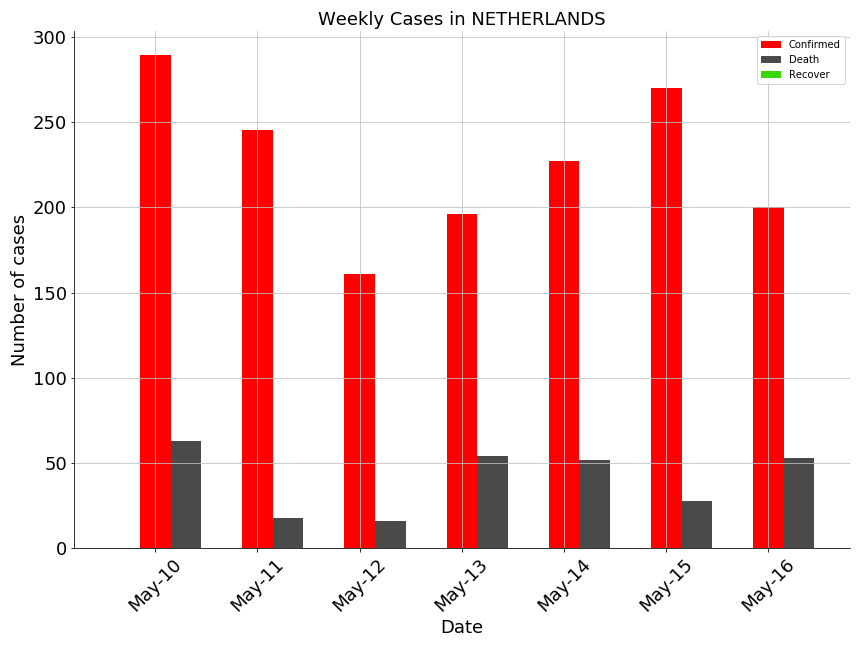 Weekly Cases in NETHERLANDS
Confirmed
Death
Recover
Number of cases
300
250
200
150
100
50
0
May-10
May-11
May-12
May-13
May-14
May-15
May-16
Date